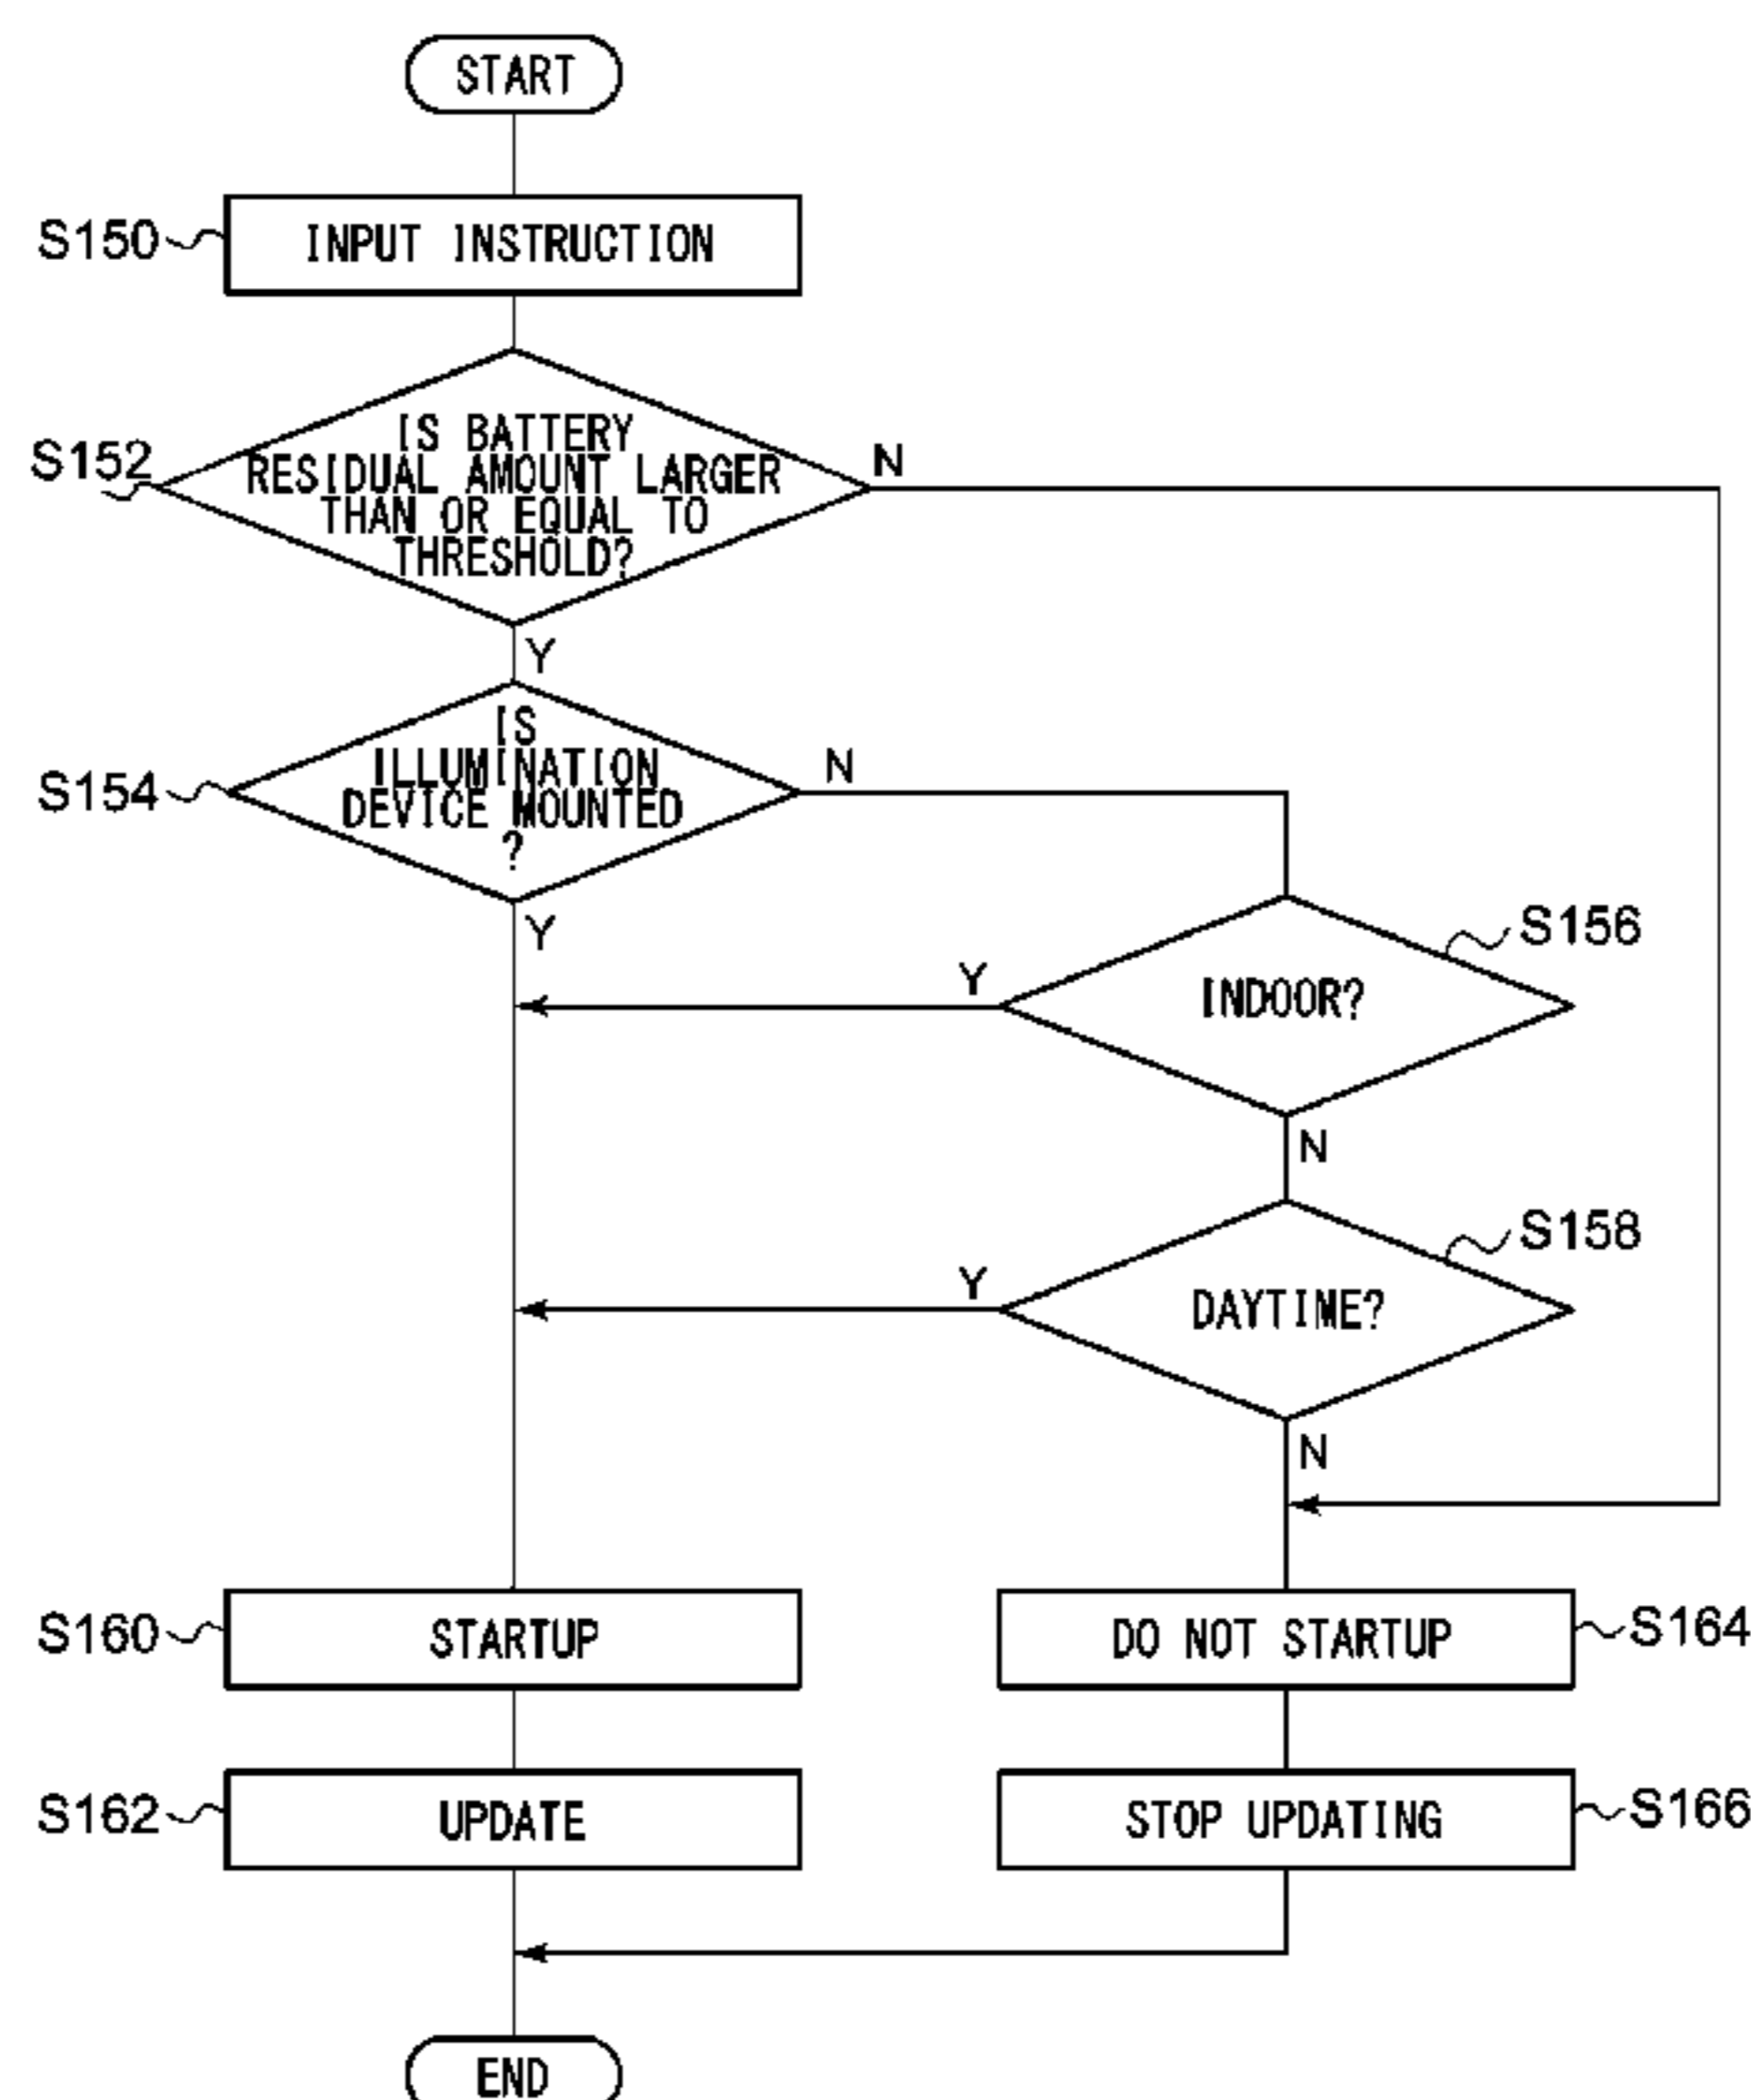 START
S150
INPUT INSTRUCTION
S152
IS BATTERY
RESIDUAL AMOUNT LARGER
THAN OR EQUAL TO
THRESHOLD?
N
Y
S154
IS
ILLUMINATION
DEVICE MOUNTED
?
N
Y
S156
INDOOR?
Y
N
S158
DAYTIME?
Y
N
S160
STARTUP
DO NOT STARTUP
S164
S162
UPDATE
STOP UPDATING
S166
END